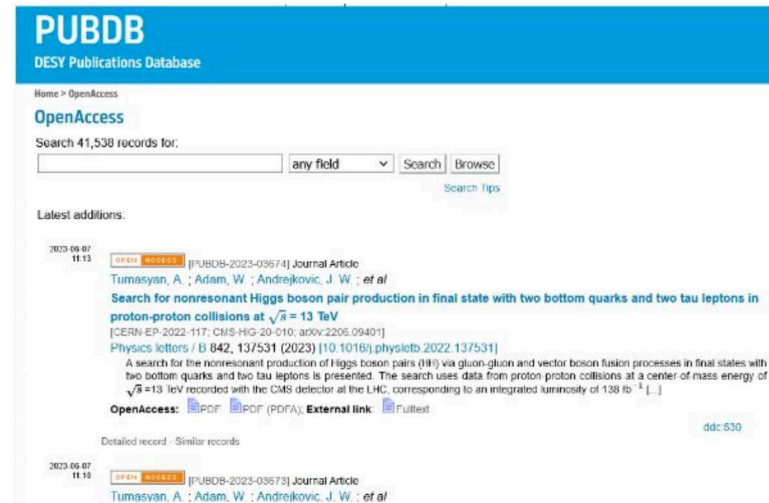 PUBDB
DESY Publications Database
Home > OpenAccess
OpenAccess
Search 41,538 records for:
any field Search Browse
Search Tips
Latest additions:
2023-06-07
11:13
OPEN ACCESS [PUBDB-2023-03674] Journal Article
Tumasyan, A. ; Adam, W. ; Andrejkovic, J. W. ; et al
Search for nonresonant Higgs boson pair production in final state with two bottom quarks and two tau leptons in
proton-proton collisions at √s = 13 TeV
[CERN-EP-2022-117; CMS-HIG-20-010; arXiv:2206.09401]
Physics letters / B 842, 137531 (2023) [10.1016/j.physletb.2022.137531]
A search for the nonresonant production of Higgs boson pairs (HH) via gluon-gluon and vector boson fusion processes in final states with
two bottom quarks and two tau leptons is presented. The search uses data from proton-proton collisions at a center-of-mass energy of
√s =13 TeV recorded with the CMS detector at the LHC, corresponding to an integrated luminosity of 138 fb⁻¹ [...]
OpenAccess: PDF PDF (PDFA); External link: Fulltext
ddc:530
Detailed record - Similar records
2023-06-07
11:10
OPEN ACCESS [PUBDB-2023-03673] Journal Article
Tumasyan, A. ; Adam, W. ; Andrejkovic, J. W. ; et al